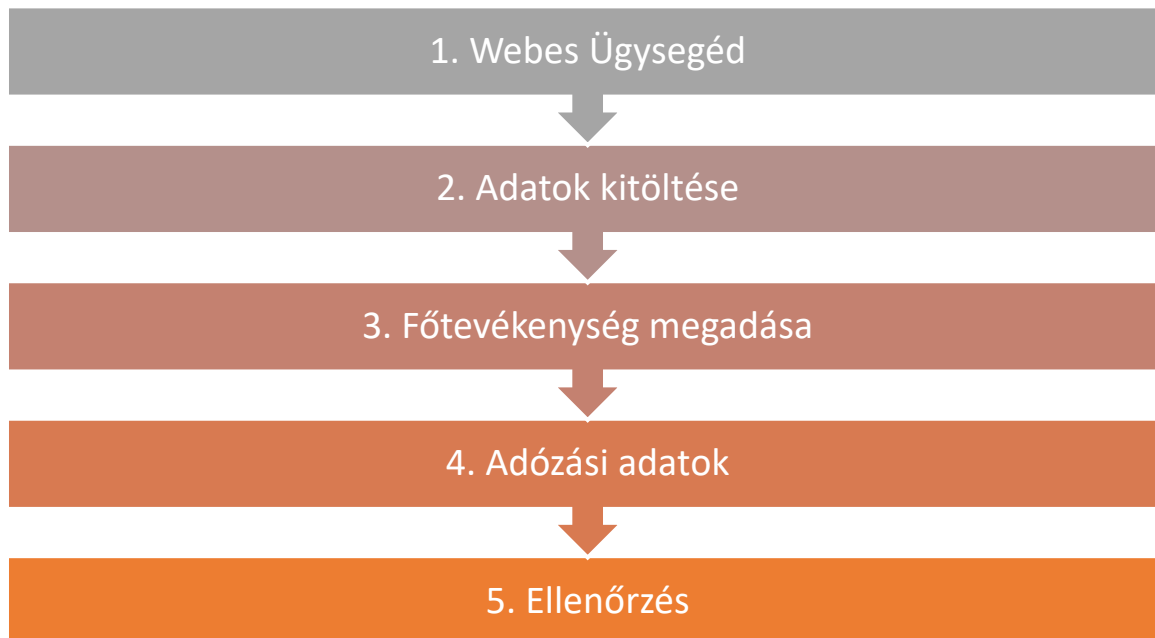 1. Webes Ügysegéd
2. Adatok kitöltése
3. Főtevékenység megadása
4. Adózási adatok
5. Ellenőrzés